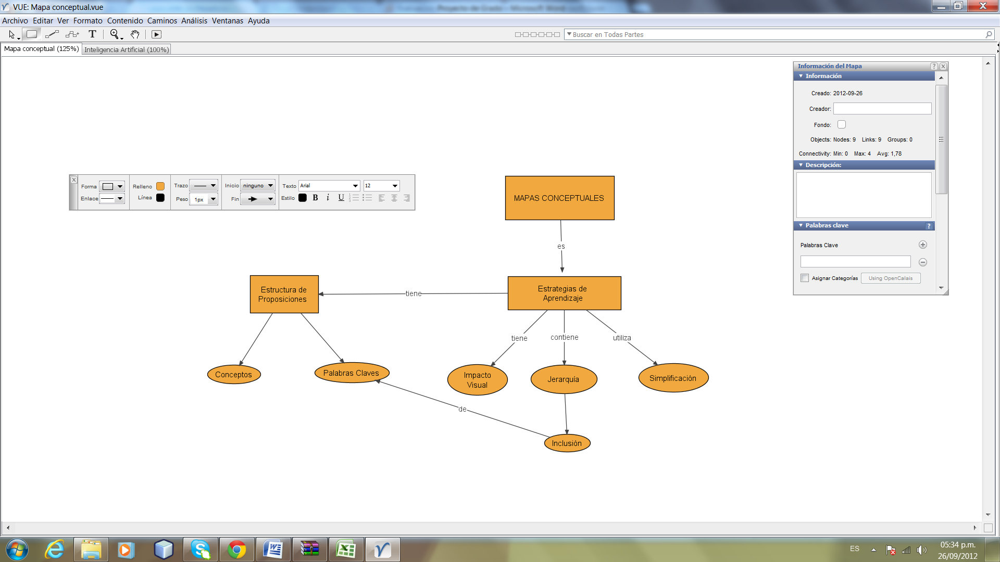 VUE: Mapa conceptual.vue
Proyecto de Grado - Microsoft Word
Archivo Editar Ver Formato Contenido Caminos Análisis Ventanas Ayuda
T
Buscar en Todas Partes
Mapa conceptual (125%) Inteligencia Artificial (100%)
Información del Mapa ? x
Información
Creado: 2012-09-26
Creador:
Fondo:
Objects: Nodes: 9 Links: 9 Groups: 0
Connectivity: Min: 0 Max: 4 Avg: 1,78
Descripción:
Palabras clave ?
Palabras Clave
Asignar Categorías Using OpenCalais
x
Forma Relleno Trazo Inicio ninguno Texto Arial 12
Enlace Línea Peso 1px Fin Estilo B i U
MAPAS CONCEPTUALES
es
Estructura de
Proposiciones
tiene
Estrategias de
Aprendizaje
tiene contiene utiliza
Conceptos
Palabras Claves
Impacto
Visual
Jerarquía
Simplificación
de
Inclusión
ES
05:34 p.m.
26/09/2012